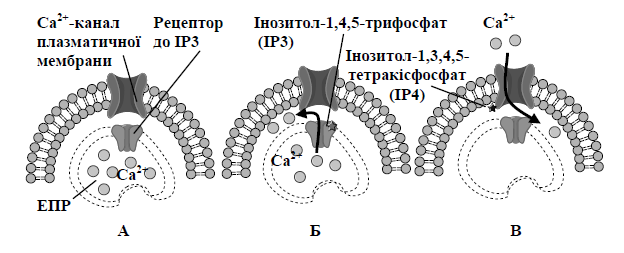 Ca²⁺-канал
плазматичної
мембрани
Рецептор
до IP3
Інозитол-1,4,5-трифосфат
(IP3)
Інозитол-1,3,4,5-
тетракісфосфат
(IP4)
Ca²⁺
Ca²⁺
Ca²⁺
ЕПР
А
Б
В